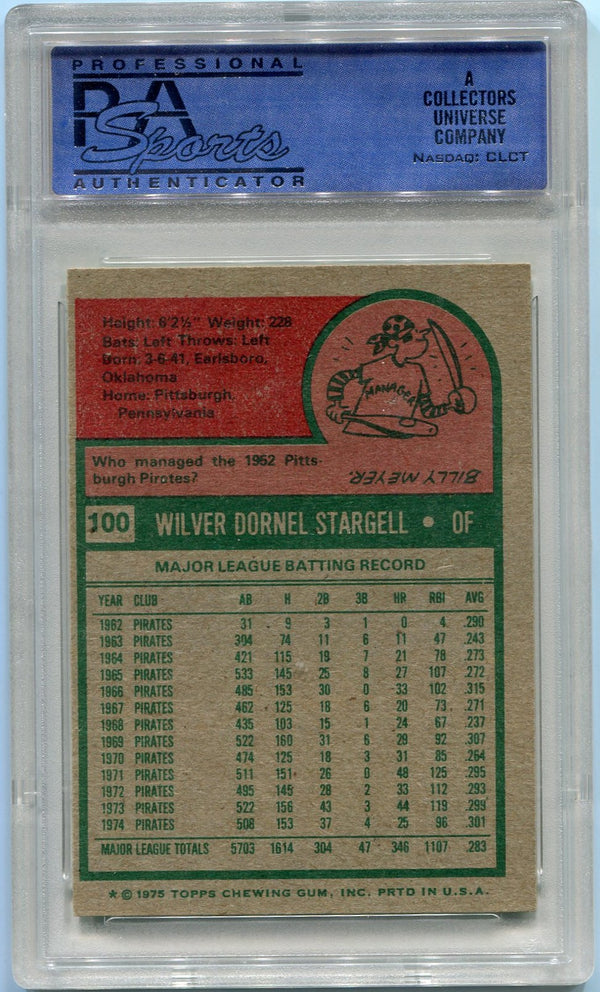 PROFESSIONAL
PSA
Sports
AUTHENTICATOR
A
COLLECTORS
UNIVERSE
COMPANY
NASDAQ: CLCT
Height: 6'2½" Weight: 228
Bats: Left Throws: Left
Born: 3-6-41, Earlsboro,
Oklahoma
Home: Pittsburgh,
Pennsylvania
MANAGER
Who managed the 1952 Pitts-
burgh Pirates?
BILLY MEYER.
100 WILVER DORNEL STARGELL • OF
MAJOR LEAGUE BATTING RECORD
YEAR CLUB AB H 2B 3B HR RBI AVG
1962 PIRATES 31 9 3 1 0 4 .290
1963 PIRATES 304 74 11 6 11 47 .243
1964 PIRATES 421 115 19 7 21 78 .273
1965 PIRATES 533 145 25 8 27 107 .272
1966 PIRATES 485 153 30 0 33 102 .315
1967 PIRATES 462 125 18 6 20 73 .271
1968 PIRATES 435 103 15 1 24 67 .237
1969 PIRATES 522 160 31 6 29 92 .307
1970 PIRATES 474 125 18 3 31 85 .264
1971 PIRATES 511 151 26 0 48 125 .295
1972 PIRATES 495 145 28 2 33 112 .293
1973 PIRATES 522 156 43 3 44 119 .299
1974 PIRATES 508 153 37 4 25 96 .301
MAJOR LEAGUE TOTALS 5703 1614 304 47 346 1107 .283
* © 1975 TOPPS CHEWING GUM, INC. PRTD IN U.S.A.